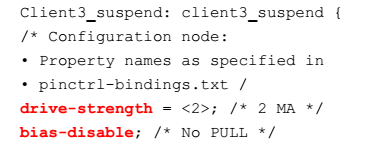 Client3_suspend: client3_suspend {
/* Configuration node:
• Property names as specified in
• pinctrl-bindings.txt /
drive-strength = <2>; /* 2 MA */
bias-disable; /* No PULL */